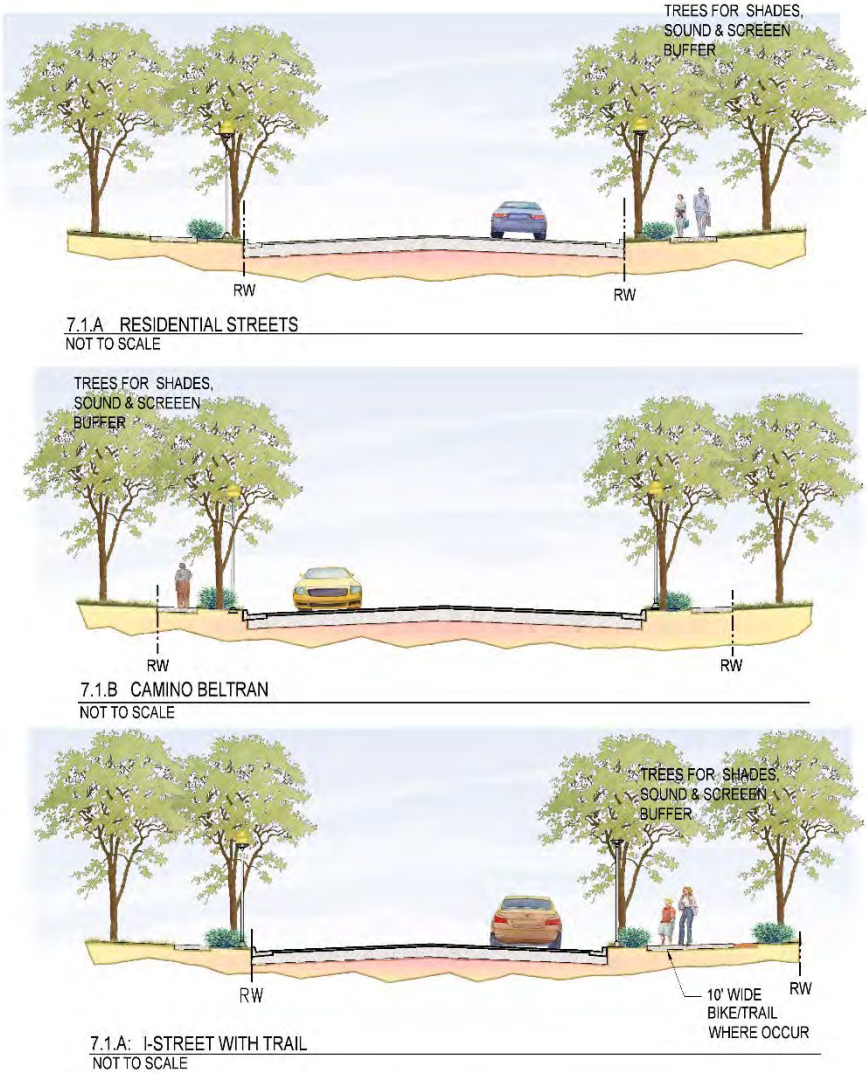 TREES FOR SHADES,
SOUND & SCREEEN
BUFFER
RW
RW
7.1.A RESIDENTIAL STREETS
NOT TO SCALE
TREES FOR SHADES,
SOUND & SCREEEN
BUFFER
RW
RW
7.1.B CAMINO BELTRAN
NOT TO SCALE
TREES FOR SHADES,
SOUND & SCREEEN
BUFFER
RW
RW
10' WIDE
BIKE/TRAIL
WHERE OCCUR
7.1.A: I-STREET WITH TRAIL
NOT TO SCALE